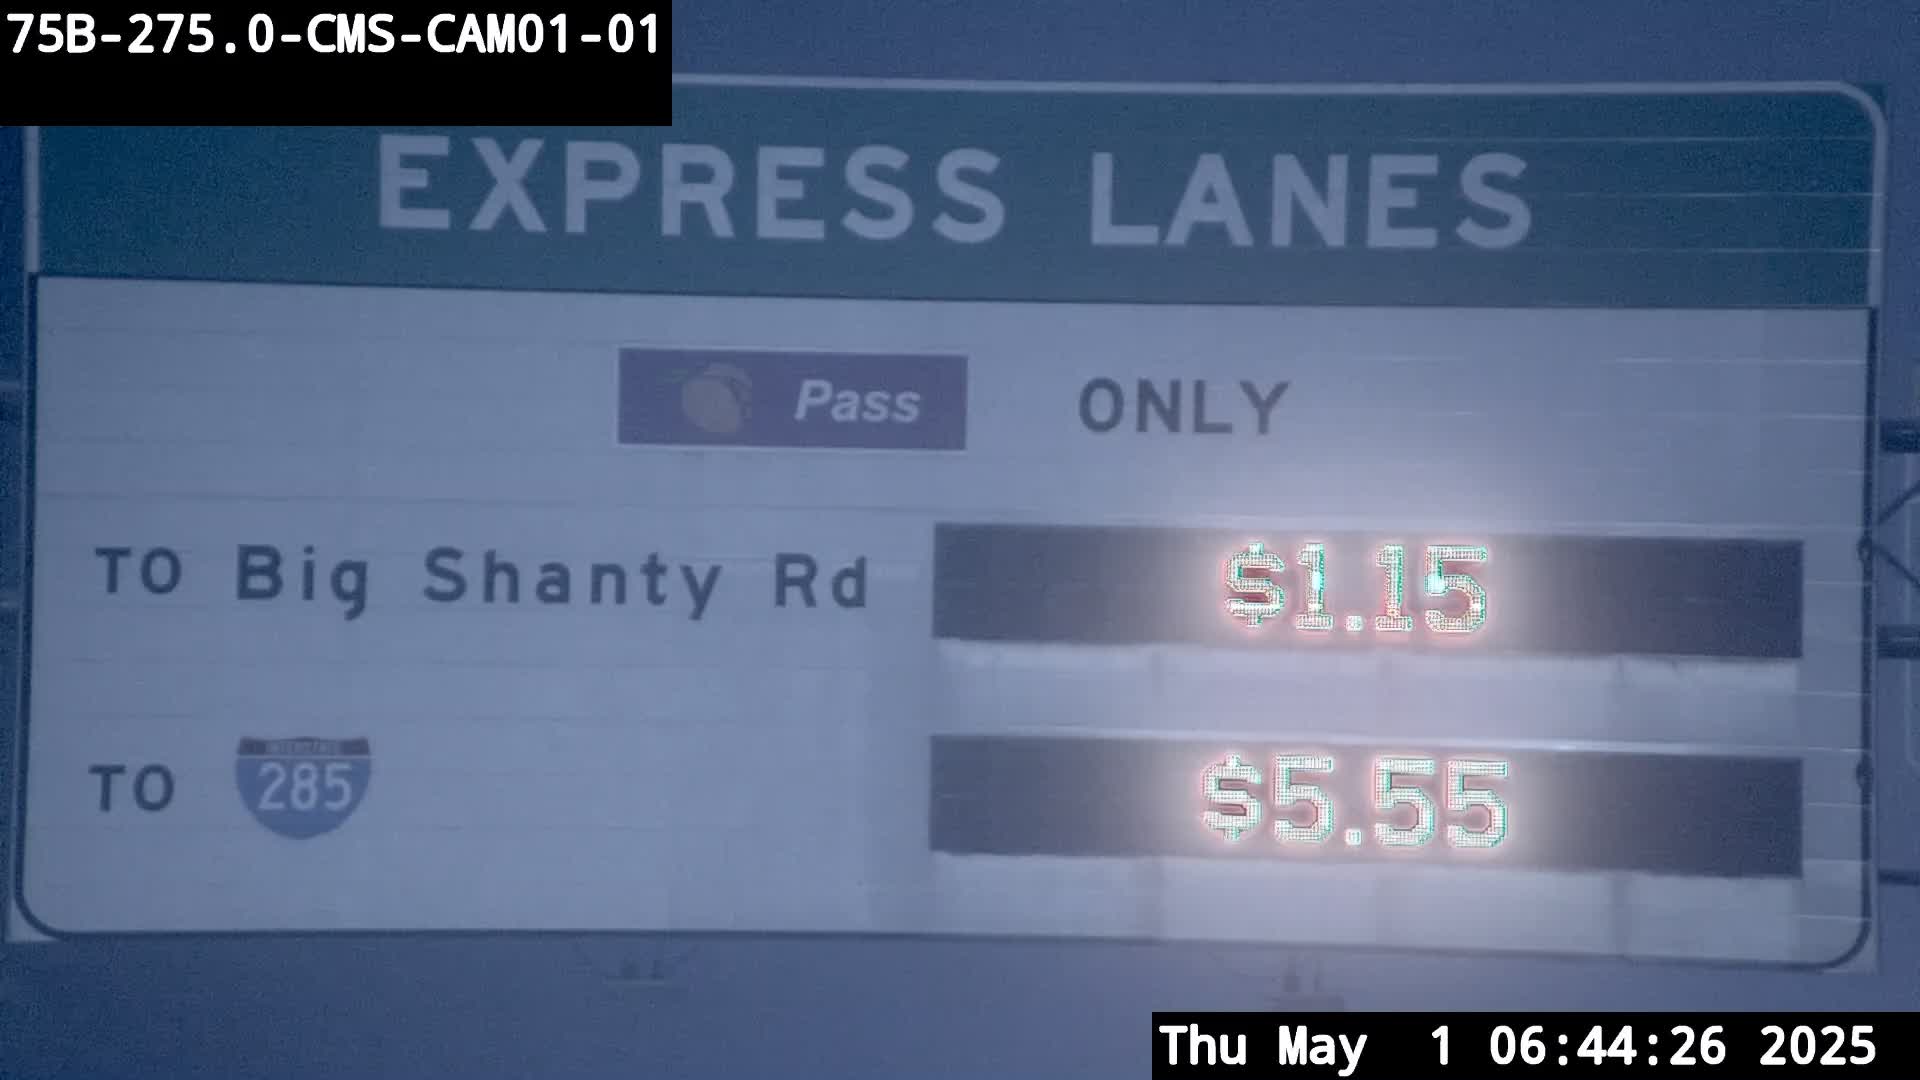 75B-275.0-CMS-CAM01-01
EXPRESS LANES
Pass ONLY
TO Big Shanty Rd $1.15
INTERSTATE
TO 285 $5.55
Thu May 1 06:44:26 2025